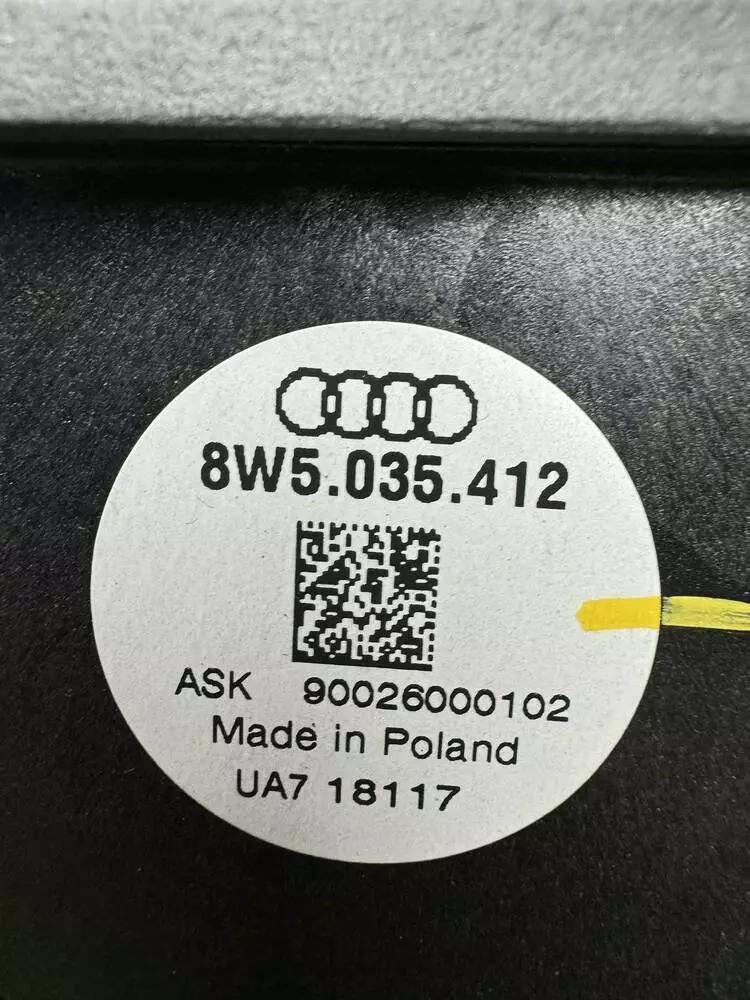 8W5.035.412
ASK 90026000102
Made in Poland
UA7 18117